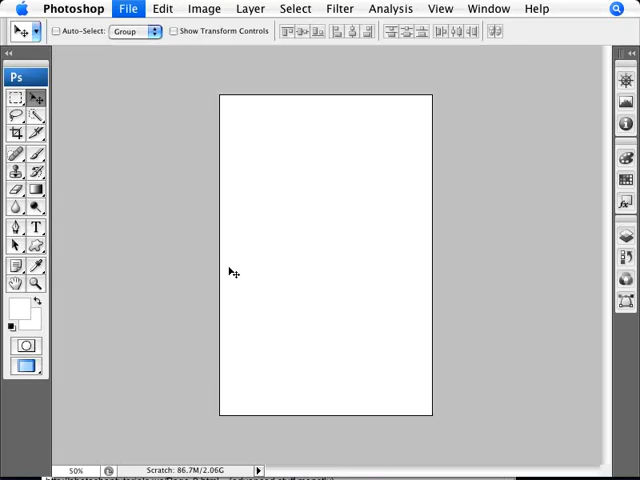 Photoshop File Edit Image Layer Select Filter Analysis View Window Help
Auto-Select: Group Show Transform Controls
Ps
T
50% Scratch: 86.7M/2.06G